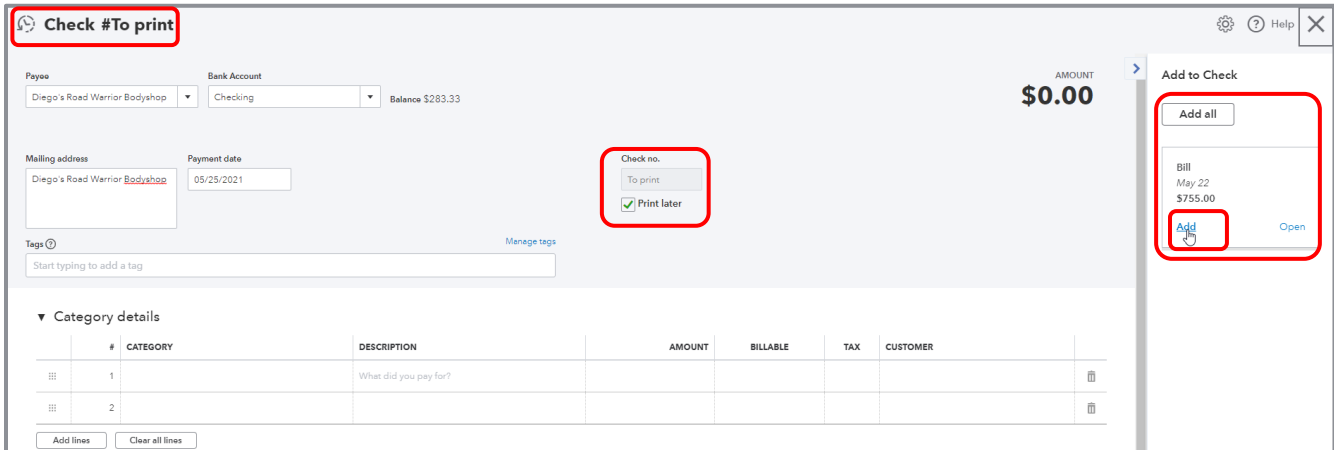 Check #To print
Help
Payee
Bank Account
Diego's Road Warrior Bodyshop
Checking
Balance $283.33
AMOUNT
$0.00
Mailing address
Payment date
Diego's Road Warrior Bodyshop
05/25/2021
Check no.
To print
Print later
Tags ?
Manage tags
Start typing to add a tag
Category details
# CATEGORY DESCRIPTION AMOUNT BILLABLE TAX CUSTOMER
1 What did you pay for?
2
Add lines
Clear all lines
Add to Check
Add all
Bill
May 22
$755.00
Add
Open